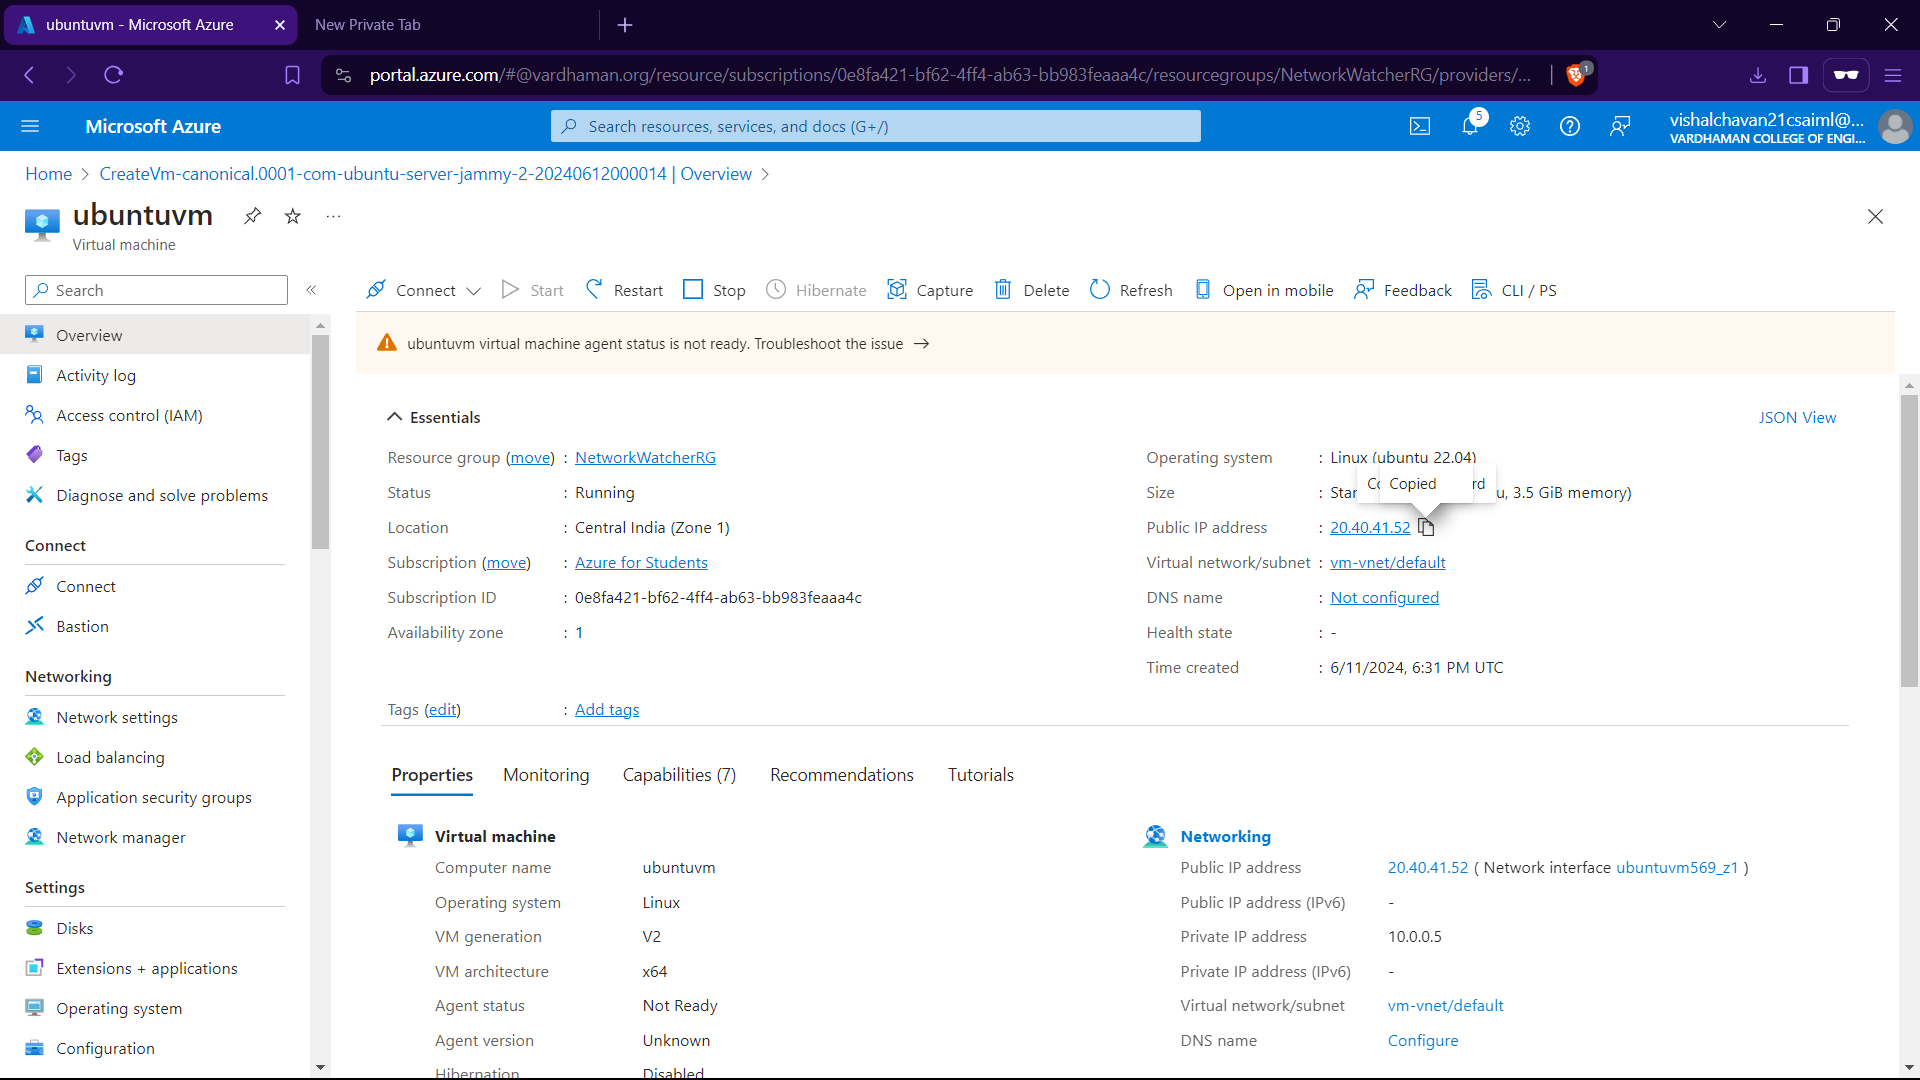 ubuntuvm - Microsoft Azure
New Private Tab
portal.azure.com/#@vardhaman.org/resource/subscriptions/0e8fa421-bf62-4ff4-ab63-bb983feaaa4c/resourcegroups/NetworkWatcherRG/providers/...
1
Microsoft Azure
Search resources, services, and docs (G+/)
5
vishalchavan21csaiml@...
VARDHAMAN COLLEGE OF ENGI...
Home > CreateVm-canonical.0001-com-ubuntu-server-jammy-2-20240612000014 | Overview >
ubuntuvm
Virtual machine
Search
Connect
Start
Restart
Stop
Hibernate
Capture
Delete
Refresh
Open in mobile
Feedback
CLI / PS
Overview
Activity log
Access control (IAM)
Tags
Diagnose and solve problems
Connect
Connect
Bastion
Networking
Network settings
Load balancing
Application security groups
Network manager
Settings
Disks
Extensions + applications
Operating system
Configuration
ubuntuvm virtual machine agent status is not ready. Troubleshoot the issue →
Essentials
JSON View
Resource group (move) : NetworkWatcherRG
Status : Running
Location : Central India (Zone 1)
Subscription (move) : Azure for Students
Subscription ID : 0e8fa421-bf62-4ff4-ab63-bb983feaaa4c
Availability zone : 1
Operating system : Linux (ubuntu 22.04)
Copied
Size : , 3.5 GiB memory)
Public IP address : 20.40.41.52
Virtual network/subnet : vm-vnet/default
DNS name : Not configured
Health state : -
Time created : 6/11/2024, 6:31 PM UTC
Tags (edit) : Add tags
Properties
Monitoring
Capabilities (7)
Recommendations
Tutorials
Virtual machine
Computer name ubuntuvm
Operating system Linux
VM generation V2
VM architecture x64
Agent status Not Ready
Agent version Unknown
Hibernation Disabled
Networking
Public IP address 20.40.41.52 ( Network interface ubuntuvm569_z1 )
Public IP address (IPv6) -
Private IP address 10.0.0.5
Private IP address (IPv6) -
Virtual network/subnet vm-vnet/default
DNS name Configure